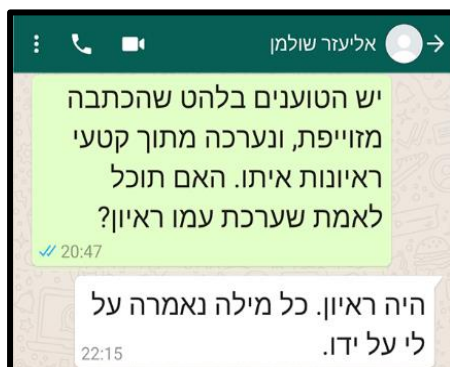 אליעזר שולמן
יש הטוענים בלהט שהכתבה
מזוייפת, ונערכה מתוך קטעי
ראיונות איתו. האם תוכל
לאמת שערכת עמו ראיון?
20:47
היה ראיון. כל מילה נאמרה על
לי על ידו.
22:15